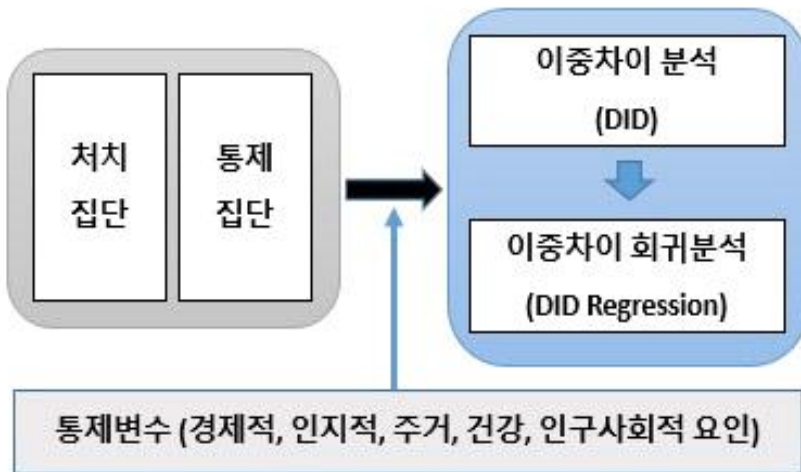 처치
집단
통제
집단
이중차이 분석
(DID)
이중차이 회귀분석
(DID Regression)
통제변수 (경제적, 인지적, 주거, 건강, 인구사회적 요인)